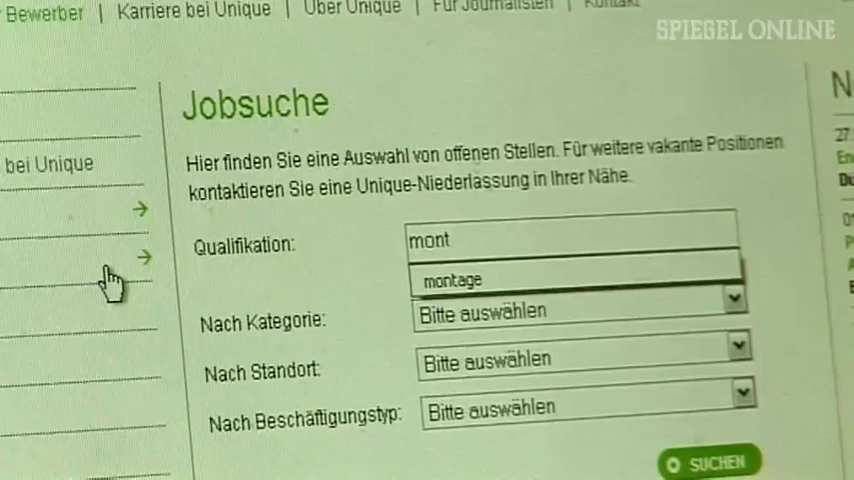 Bewerber | Karriere bei Unique | Über Unique | Für Journalisten | Kontakt
SPIEGEL ONLINE
Jobsuche
bei Unique
Hier finden Sie eine Auswahl von offenen Stellen. Für weitere vakante Positionen
kontaktieren Sie eine Unique-Niederlassung in Ihrer Nähe.
Qualifikation: mont
montage
Nach Kategorie: Bitte auswählen
Nach Standort: Bitte auswählen
Nach Beschäftigungstyp: Bitte auswählen
SUCHEN
N
27.